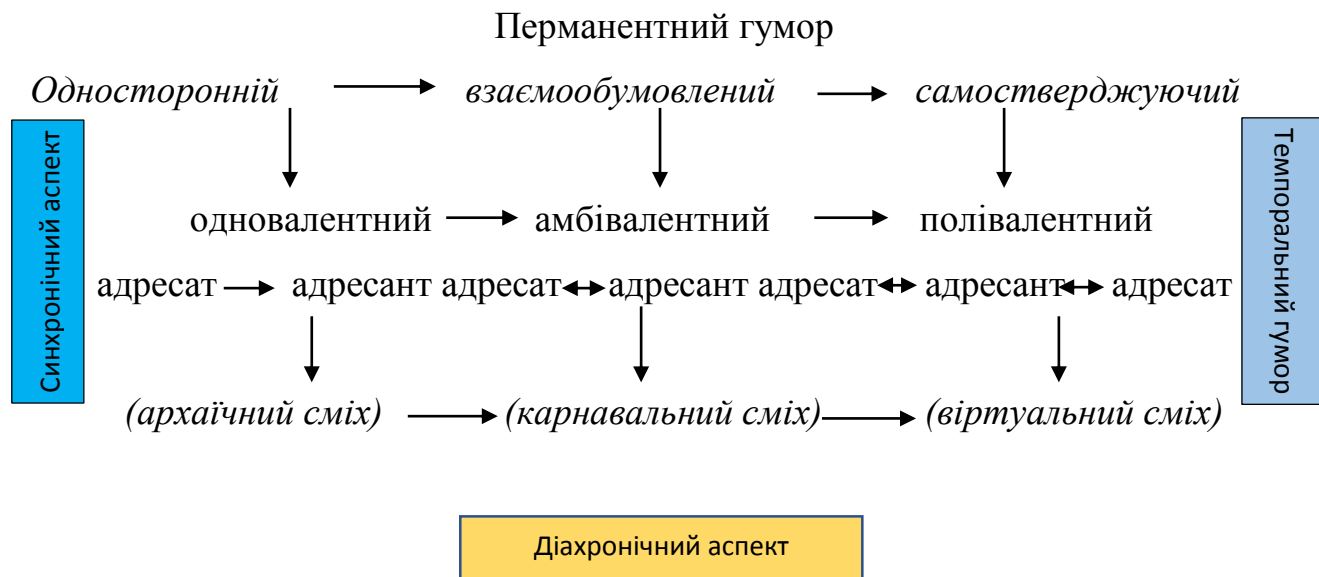 Перманентний гумор
Односторонній взаємообумовлений самостверджуючий
Синхронічний аспект
Темпоральний гумор
одновалентний амбівалентний полівалентний
адресат адресант адресат адресант адресат адресант адресат
(архаїчний сміх) (карнавальний сміх) (віртуальний сміх)
Діахронічний аспект